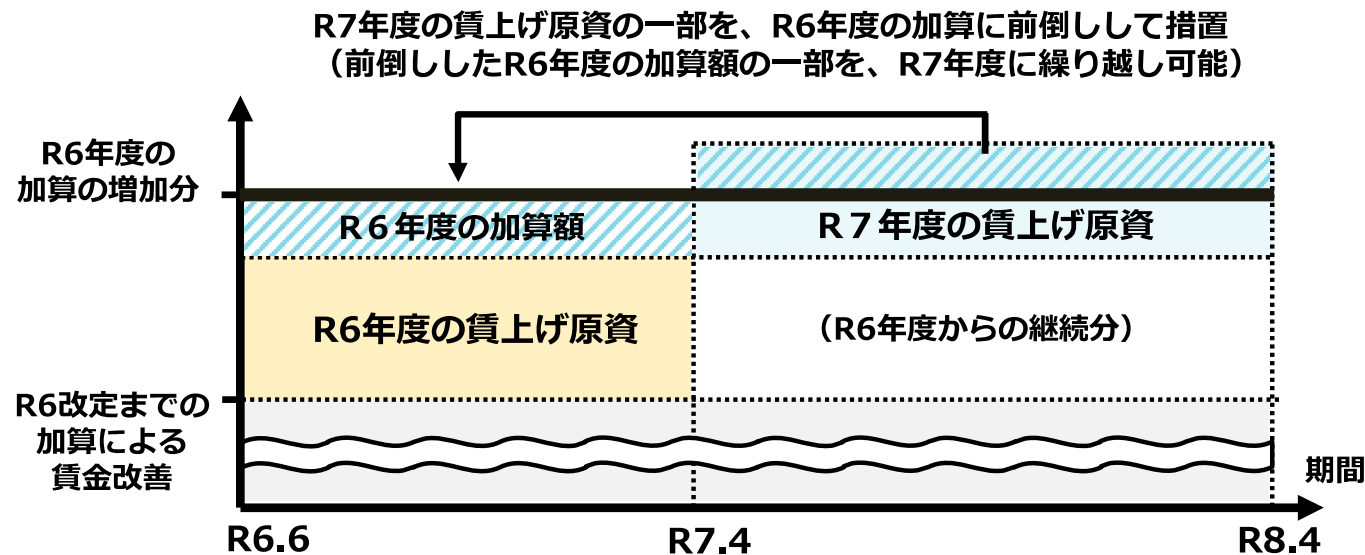 R7年度の賃上げ原資の一部を、R6年度の加算に前倒しして措置
（前倒ししたR6年度の加算額の一部を、R7年度に繰り越し可能）
R6年度の
加算の増加分
R６年度の加算額
R７年度の賃上げ原資
R6年度の賃上げ原資
（R6年度からの継続分）
R6改定までの
加算による
賃金改善
期間
R6.6
R7.4
R8.4